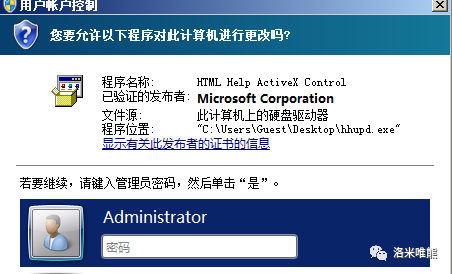 用户帐户控制
您要允许以下程序对此计算机进行更改吗?
程序名称: HTML Help ActiveX Control
已验证的发布者: Microsoft Corporation
文件源: 此计算机上的硬盘驱动器
程序位置: "C:\Users\Guest\Desktop\hhupd.exe"
显示有关此发布者的证书的信息
若要继续，请键入管理员密码，然后单击“是”。
Administrator
密码
洛米唯熊